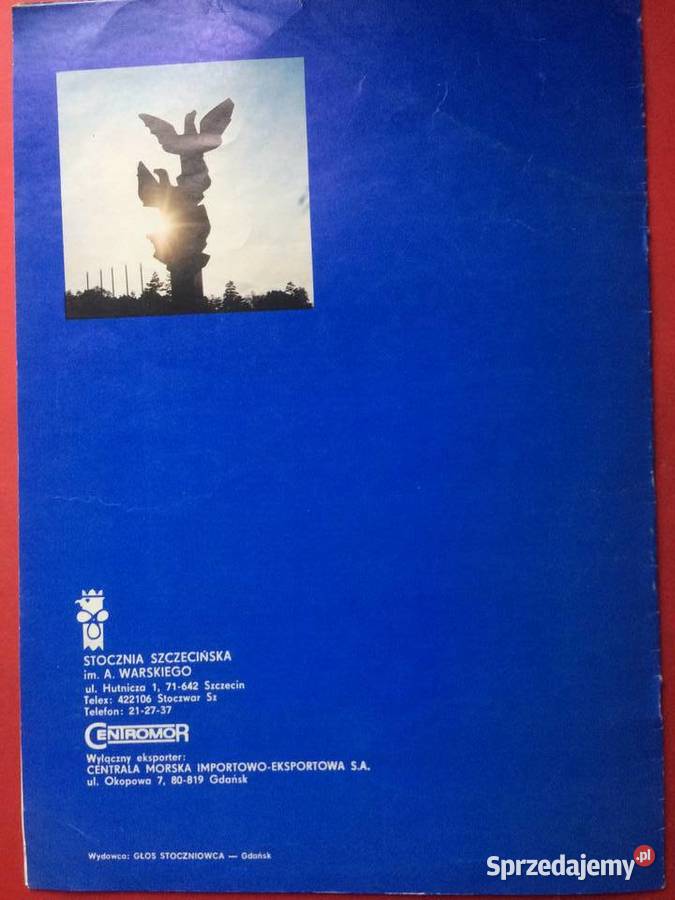 STOCZNIA SZCZECIŃSKA
im. A. WARSKIEGO
ul. Hutnicza 1, 71-642 Szczecin
Telex: 422106 Stoczwar Sz
Telefon: 21-27-37
CENTROMOR
Wyłączny eksporter:
CENTRALA MORSKA IMPORTOWO-EKSPORTOWA S.A.
ul. Okopowa 7, 80-819 Gdańsk
Wydawca: GŁOS STOCZNIOWCA — Gdańsk
Sprzedajemy.pl